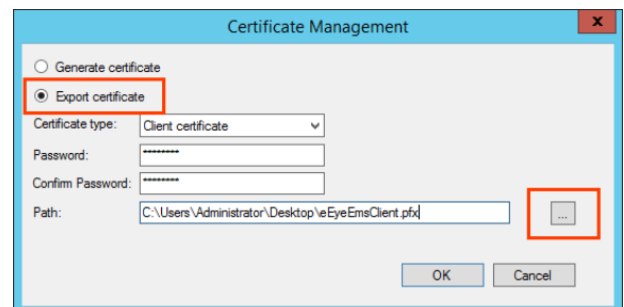 Certificate Management
x
Generate certificate
Export certificate
Certificate type: Client certificate
Password: ********
Confirm Password: ********
Path: C:\Users\Administrator\Desktop\eEyeEmsClient.pfx ...
OK Cancel